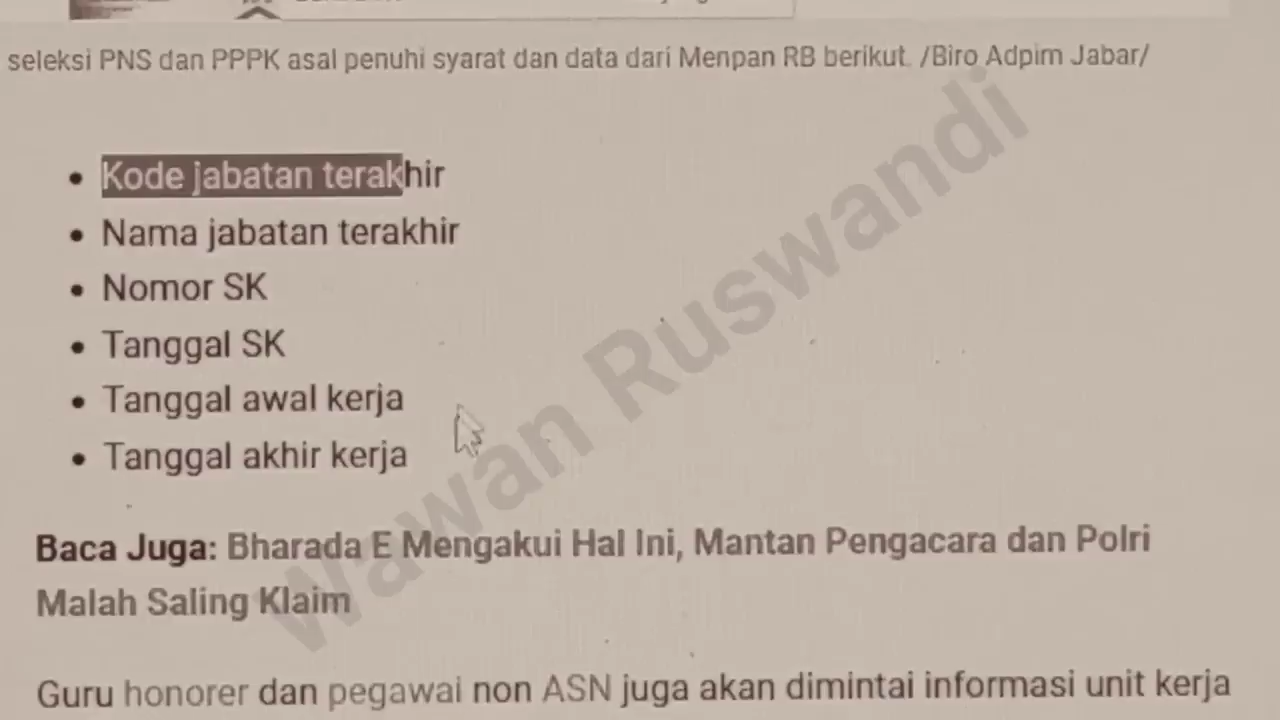 seleksi PNS dan PPPK asal penuhi syarat dan data dari Menpan RB berikut. /Biro Adpim Jabar/
• Kode jabatan terakhir
• Nama jabatan terakhir
• Nomor SK
• Tanggal SK
• Tanggal awal kerja
• Tanggal akhir kerja
Wawan Ruswandi
Baca Juga: Bharada E Mengakui Hal Ini, Mantan Pengacara dan Polri
Malah Saling Klaim
Guru honorer dan pegawai non ASN juga akan dimintai informasi unit kerja